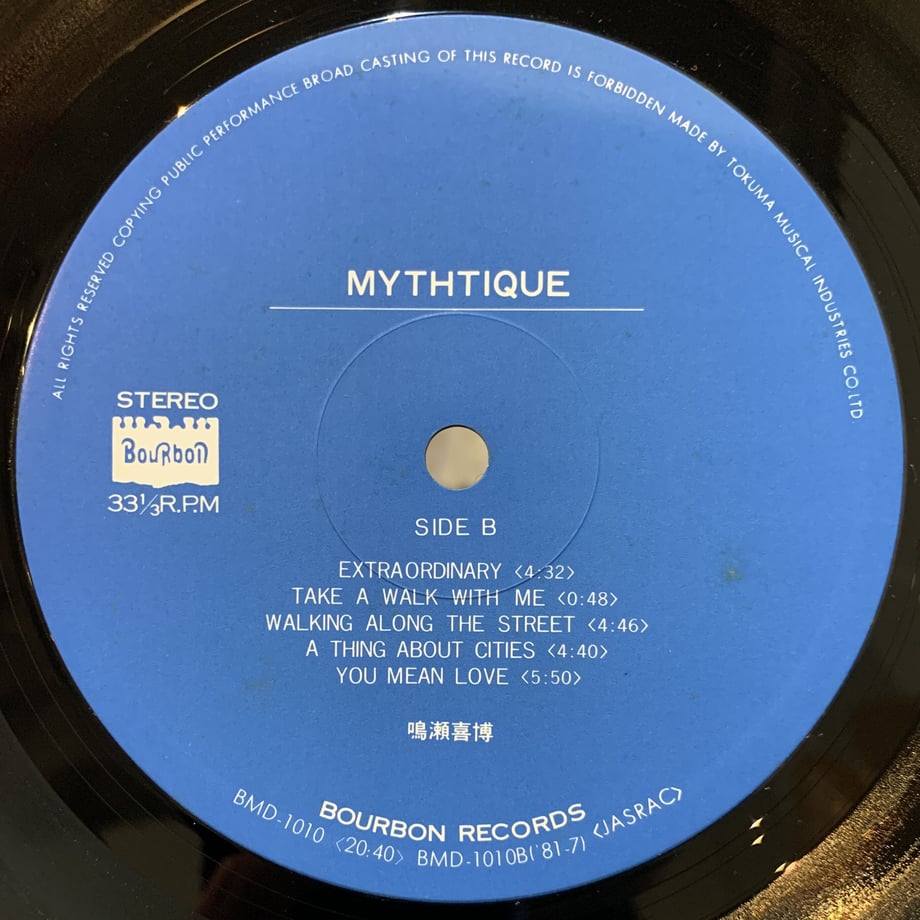 ALL RIGHTS RESERVED COPYING PUBLIC PERFORMANCE BROAD CASTING OF THIS RECORD IS FORBIDDEN MADE BY TOKUMA MUSICAL INDUSTRIES CO.LTD.
MYTHTIQUE
STEREO
BouRbon
33⅓R.P.M
SIDE B
EXTRAORDINARY <4:32>
TAKE A WALK WITH ME <0:48>
WALKING ALONG THE STREET <4:46>
A THING ABOUT CITIES <4:40>
YOU MEAN LOVE <5:50>
鳴瀬喜博
BOURBON RECORDS
BMD-1010 <20:40> BMD-1010B('81-7) <JASRAC>